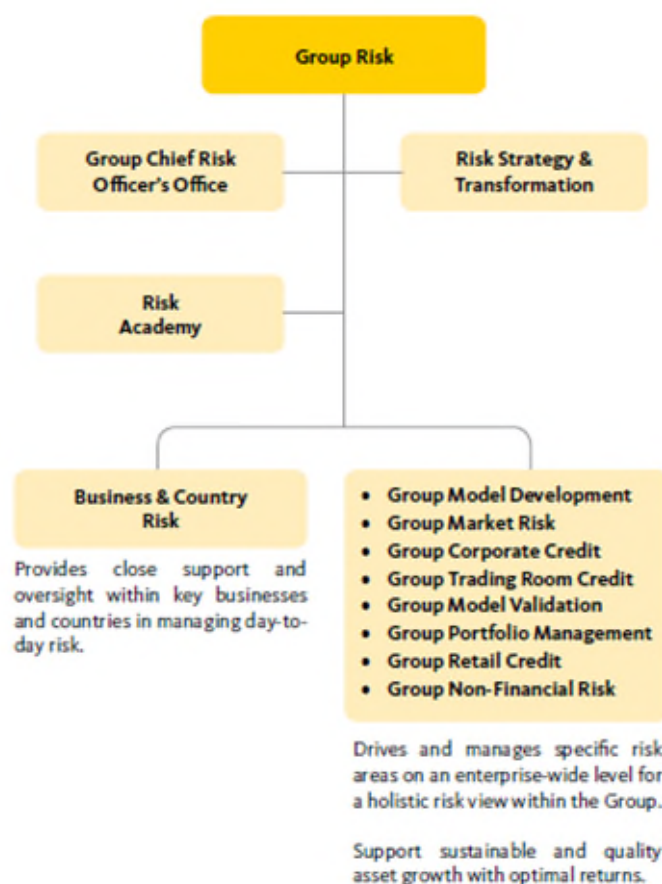 Group Risk
Group Chief Risk
Officer's Office
Risk Strategy &
Transformation
Risk
Academy
Business & Country
Risk
Provides close support and
oversight within key businesses
and countries in managing day-to-
day risk.
• Group Model Development
• Group Market Risk
• Group Corporate Credit
• Group Trading Room Credit
• Group Model Validation
• Group Portfolio Management
• Group Retail Credit
• Group Non-Financial Risk
Drives and manages specific risk
areas on an enterprise-wide level for
a holistic risk view within the Group.
Support sustainable and quality
asset growth with optimal returns.